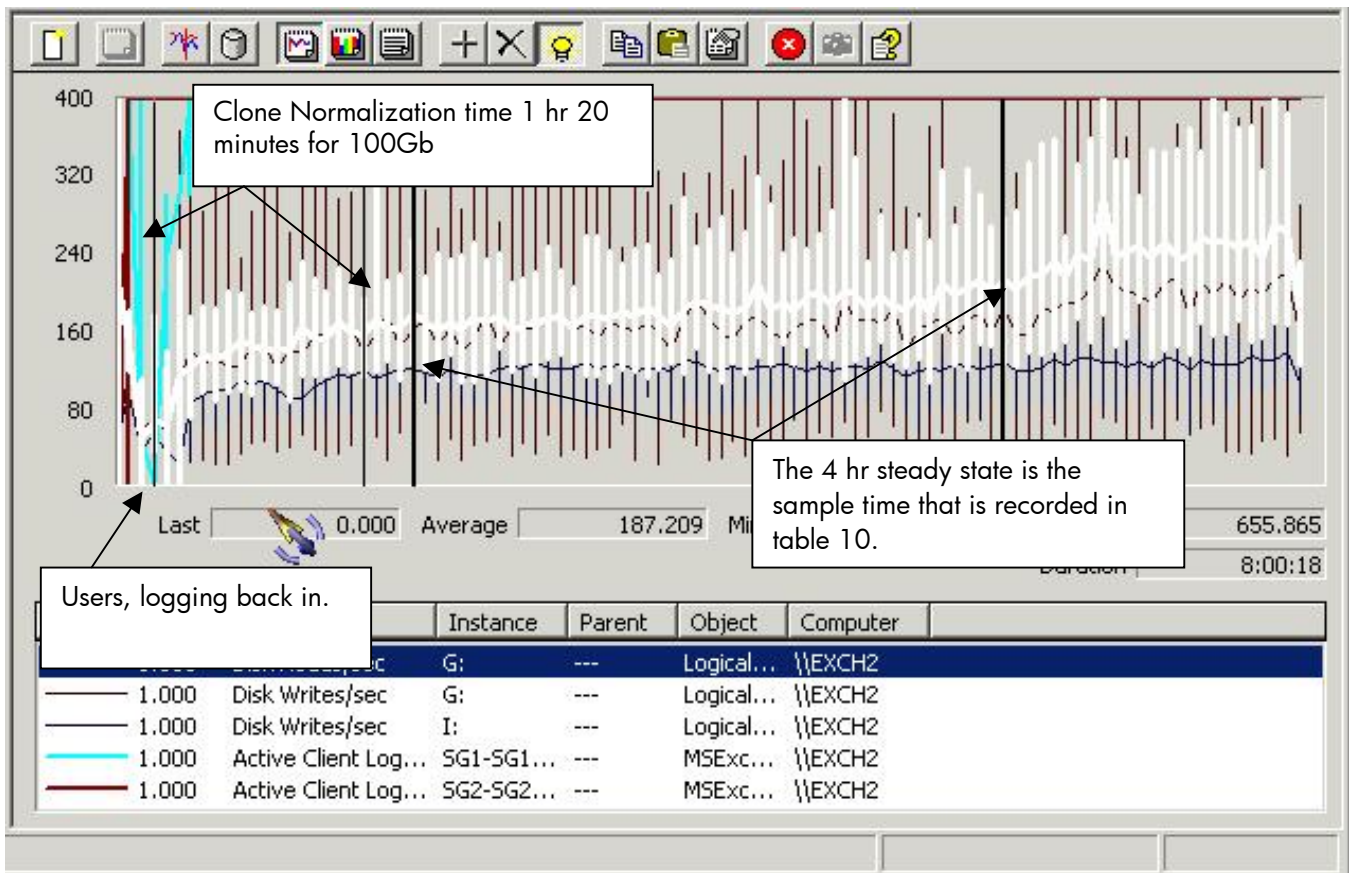 400
Clone Normalization time 1 hr 20
minutes for 100Gb
320
240
160
80
0
The 4 hr steady state is the
sample time that is recorded in
table 10.
Last 0.000 Average 187.209 655.865
Duration 8:00:18
Users, logging back in.
Instance Parent Object Computer
G: --- Logical... \\EXCH2
1.000 Disk Writes/sec G: --- Logical... \\EXCH2
1.000 Disk Writes/sec I: --- Logical... \\EXCH2
1.000 Active Client Log... SG1-SG1... --- MSExc... \\EXCH2
1.000 Active Client Log... SG2-SG2... --- MSExc... \\EXCH2